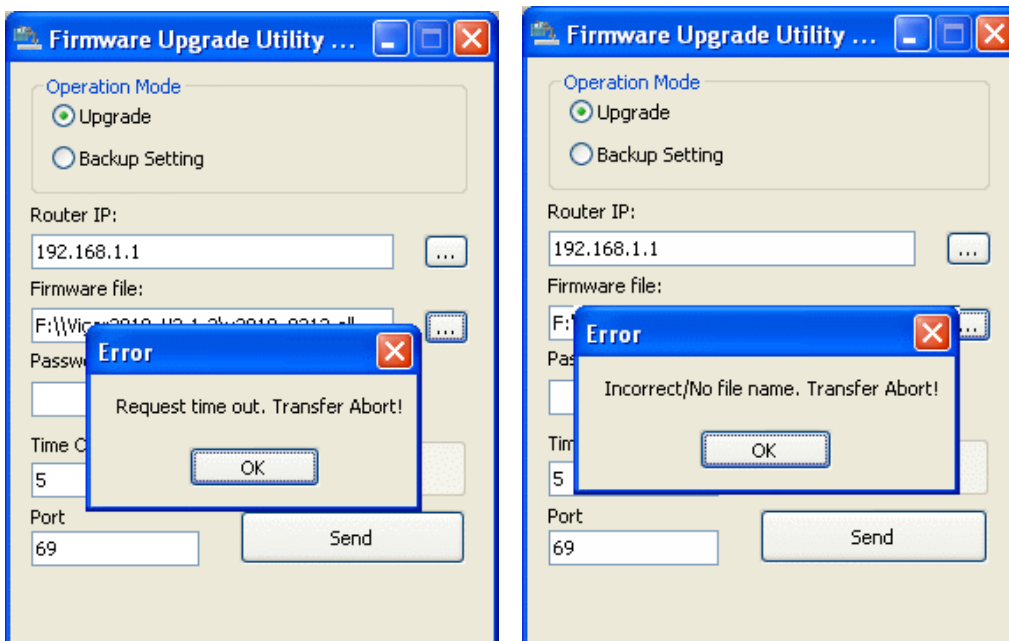 Firmware Upgrade Utility ...
Operation Mode
Upgrade
Backup Setting
Router IP:
192.168.1.1
...
Firmware file:
...
Error
Request time out. Transfer Abort!
OK
Time
5
Port
69
Send
Firmware Upgrade Utility ...
Operation Mode
Upgrade
Backup Setting
Router IP:
192.168.1.1
...
Firmware file:
F:
...
Error
Incorrect/No file name. Transfer Abort!
OK
5
Port
69
Send